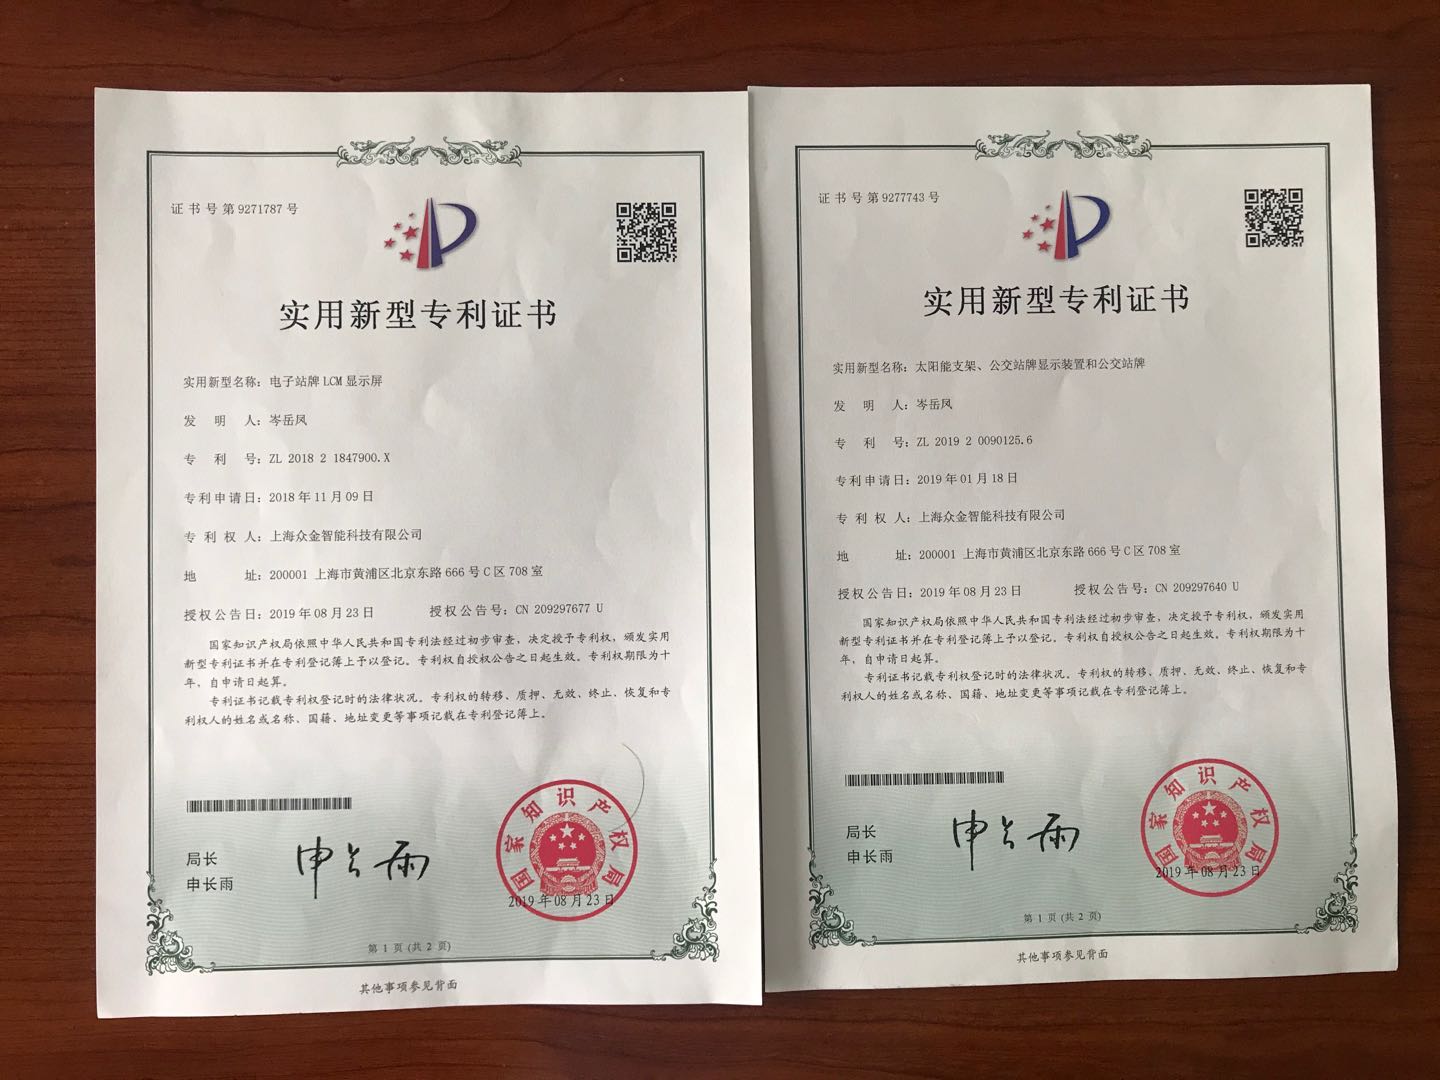 证书号第9271787号
实用新型专利证书
实用新型名称：电子站牌LCM显示屏
发明人：岑岳凤
专利号：ZL 2018 2 1847900.X
专利申请日：2018年11月09日
专利权人：上海众金智能科技有限公司
地址：200001 上海市黄浦区北京东路666号C区708室
授权公告日：2019年08月23日 授权公告号：CN 209297677 U
国家知识产权局依照中华人民共和国专利法经过初步审查，决定授予专利权，颁发实用
新型专利证书并在专利登记簿上予以登记。专利权自授权公告之日起生效。专利权期限为十
年，自申请日起算。
专利证书记载专利权登记时的法律状况。专利权的转移、质押、无效、终止、恢复和专
利权人的姓名或名称、国籍、地址变更等事项记载在专利登记簿上。
局长
申长雨
申长雨
国家知识产权局
2019年08月23日
第 1 页 (共 2 页)
其他事项参见背面
证书号第9277743号
实用新型专利证书
实用新型名称：太阳能支架、公交站牌显示装置和公交站牌
发明人：岑岳凤
专利号：ZL 2019 2 0090125.6
专利申请日：2019年01月18日
专利权人：上海众金智能科技有限公司
地址：200001 上海市黄浦区北京东路666号C区708室
授权公告日：2019年08月23日 授权公告号：CN 209297640 U
国家知识产权局依照中华人民共和国专利法经过初步审查，决定授予专利权，颁发实用
新型专利证书并在专利登记簿上予以登记。专利权自授权公告之日起生效。专利权期限为十
年，自申请日起算。
专利证书记载专利权登记时的法律状况。专利权的转移、质押、无效、终止、恢复和专
利权人的姓名或名称、国籍、地址变更等事项记载在专利登记簿上。
局长
申长雨
申长雨
国家知识产权局
2019年08月23日
第 1 页 (共 2 页)
其他事项参见背面